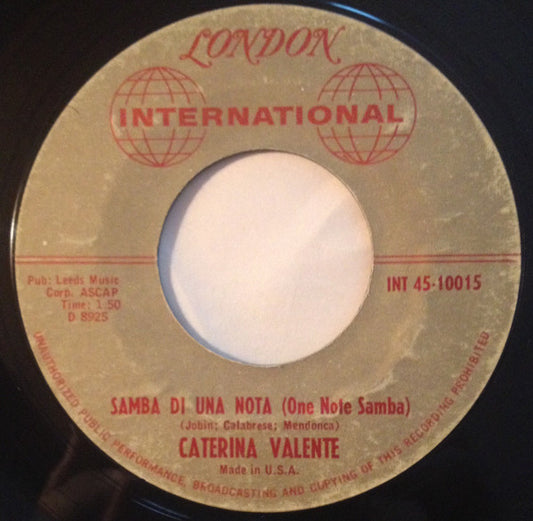 LONDON
INTERNATIONAL
Pub: Leeds Music
Corp. ASCAP
Time: 1:50
D 8925
INT 45-10015
SAMBA DI UNA NOTA (One Note Samba)
(Jobin; Calabrese; Mendonca)
CATERINA VALENTE
Made in U.S.A.
UNAUTHORIZED PUBLIC PERFORMANCE, BROADCASTING AND COPYING OF THIS RECORDING PROHIBITED